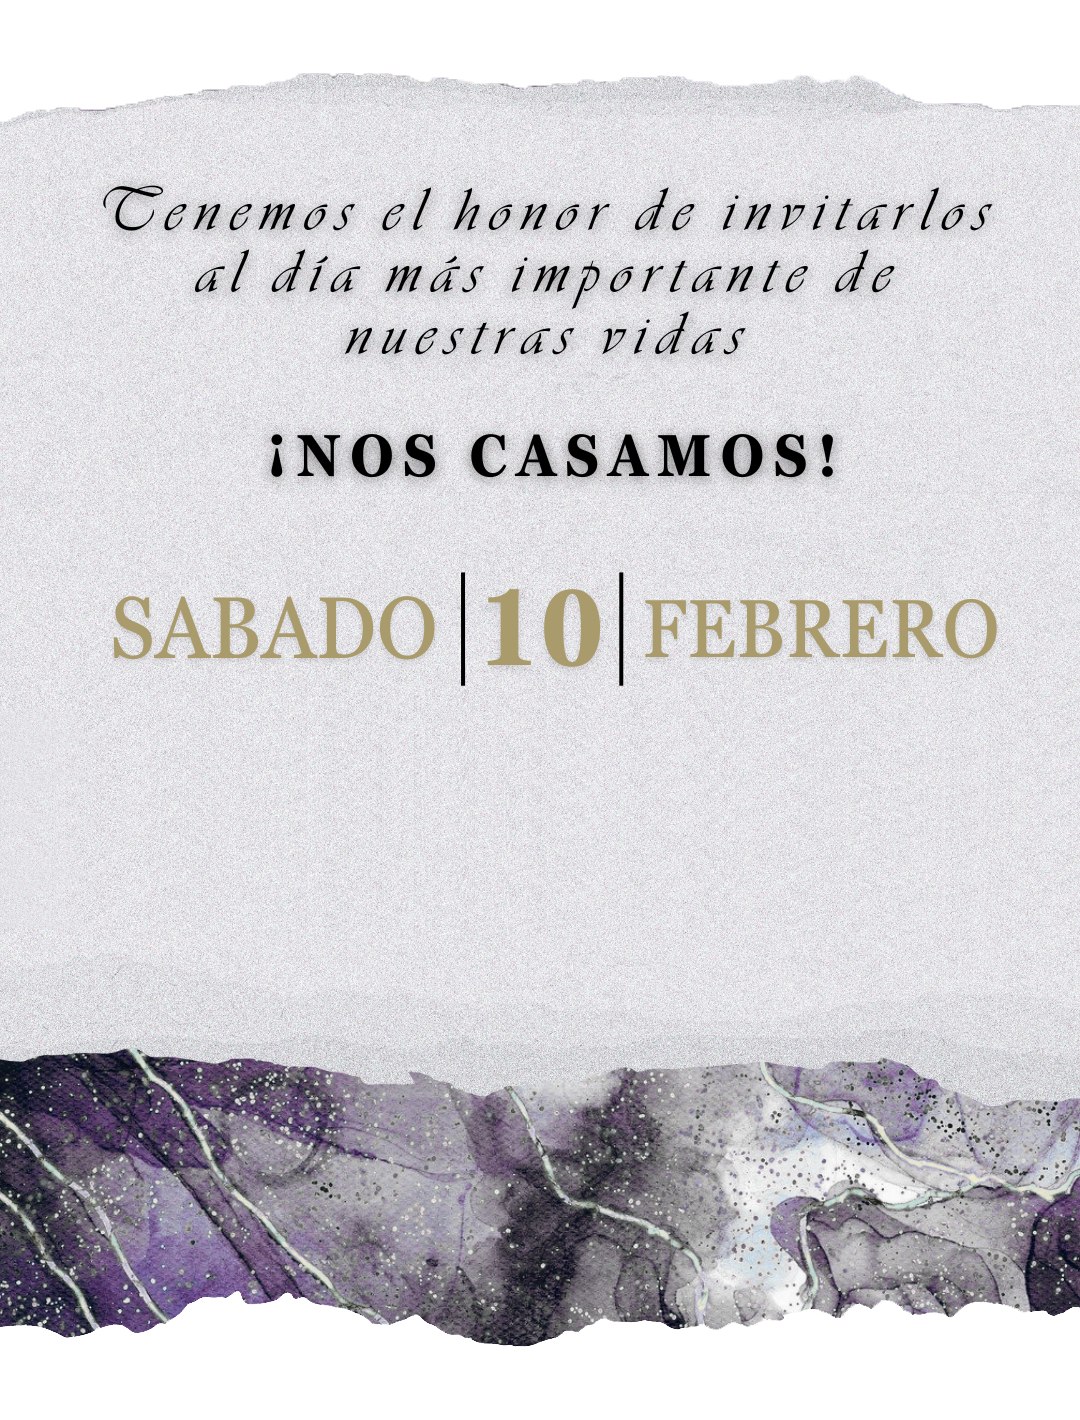 Tenemos el honor de invitarlos
al día más importante de
nuestras vidas
¡NOS CASAMOS!
SABADO 10 FEBRERO